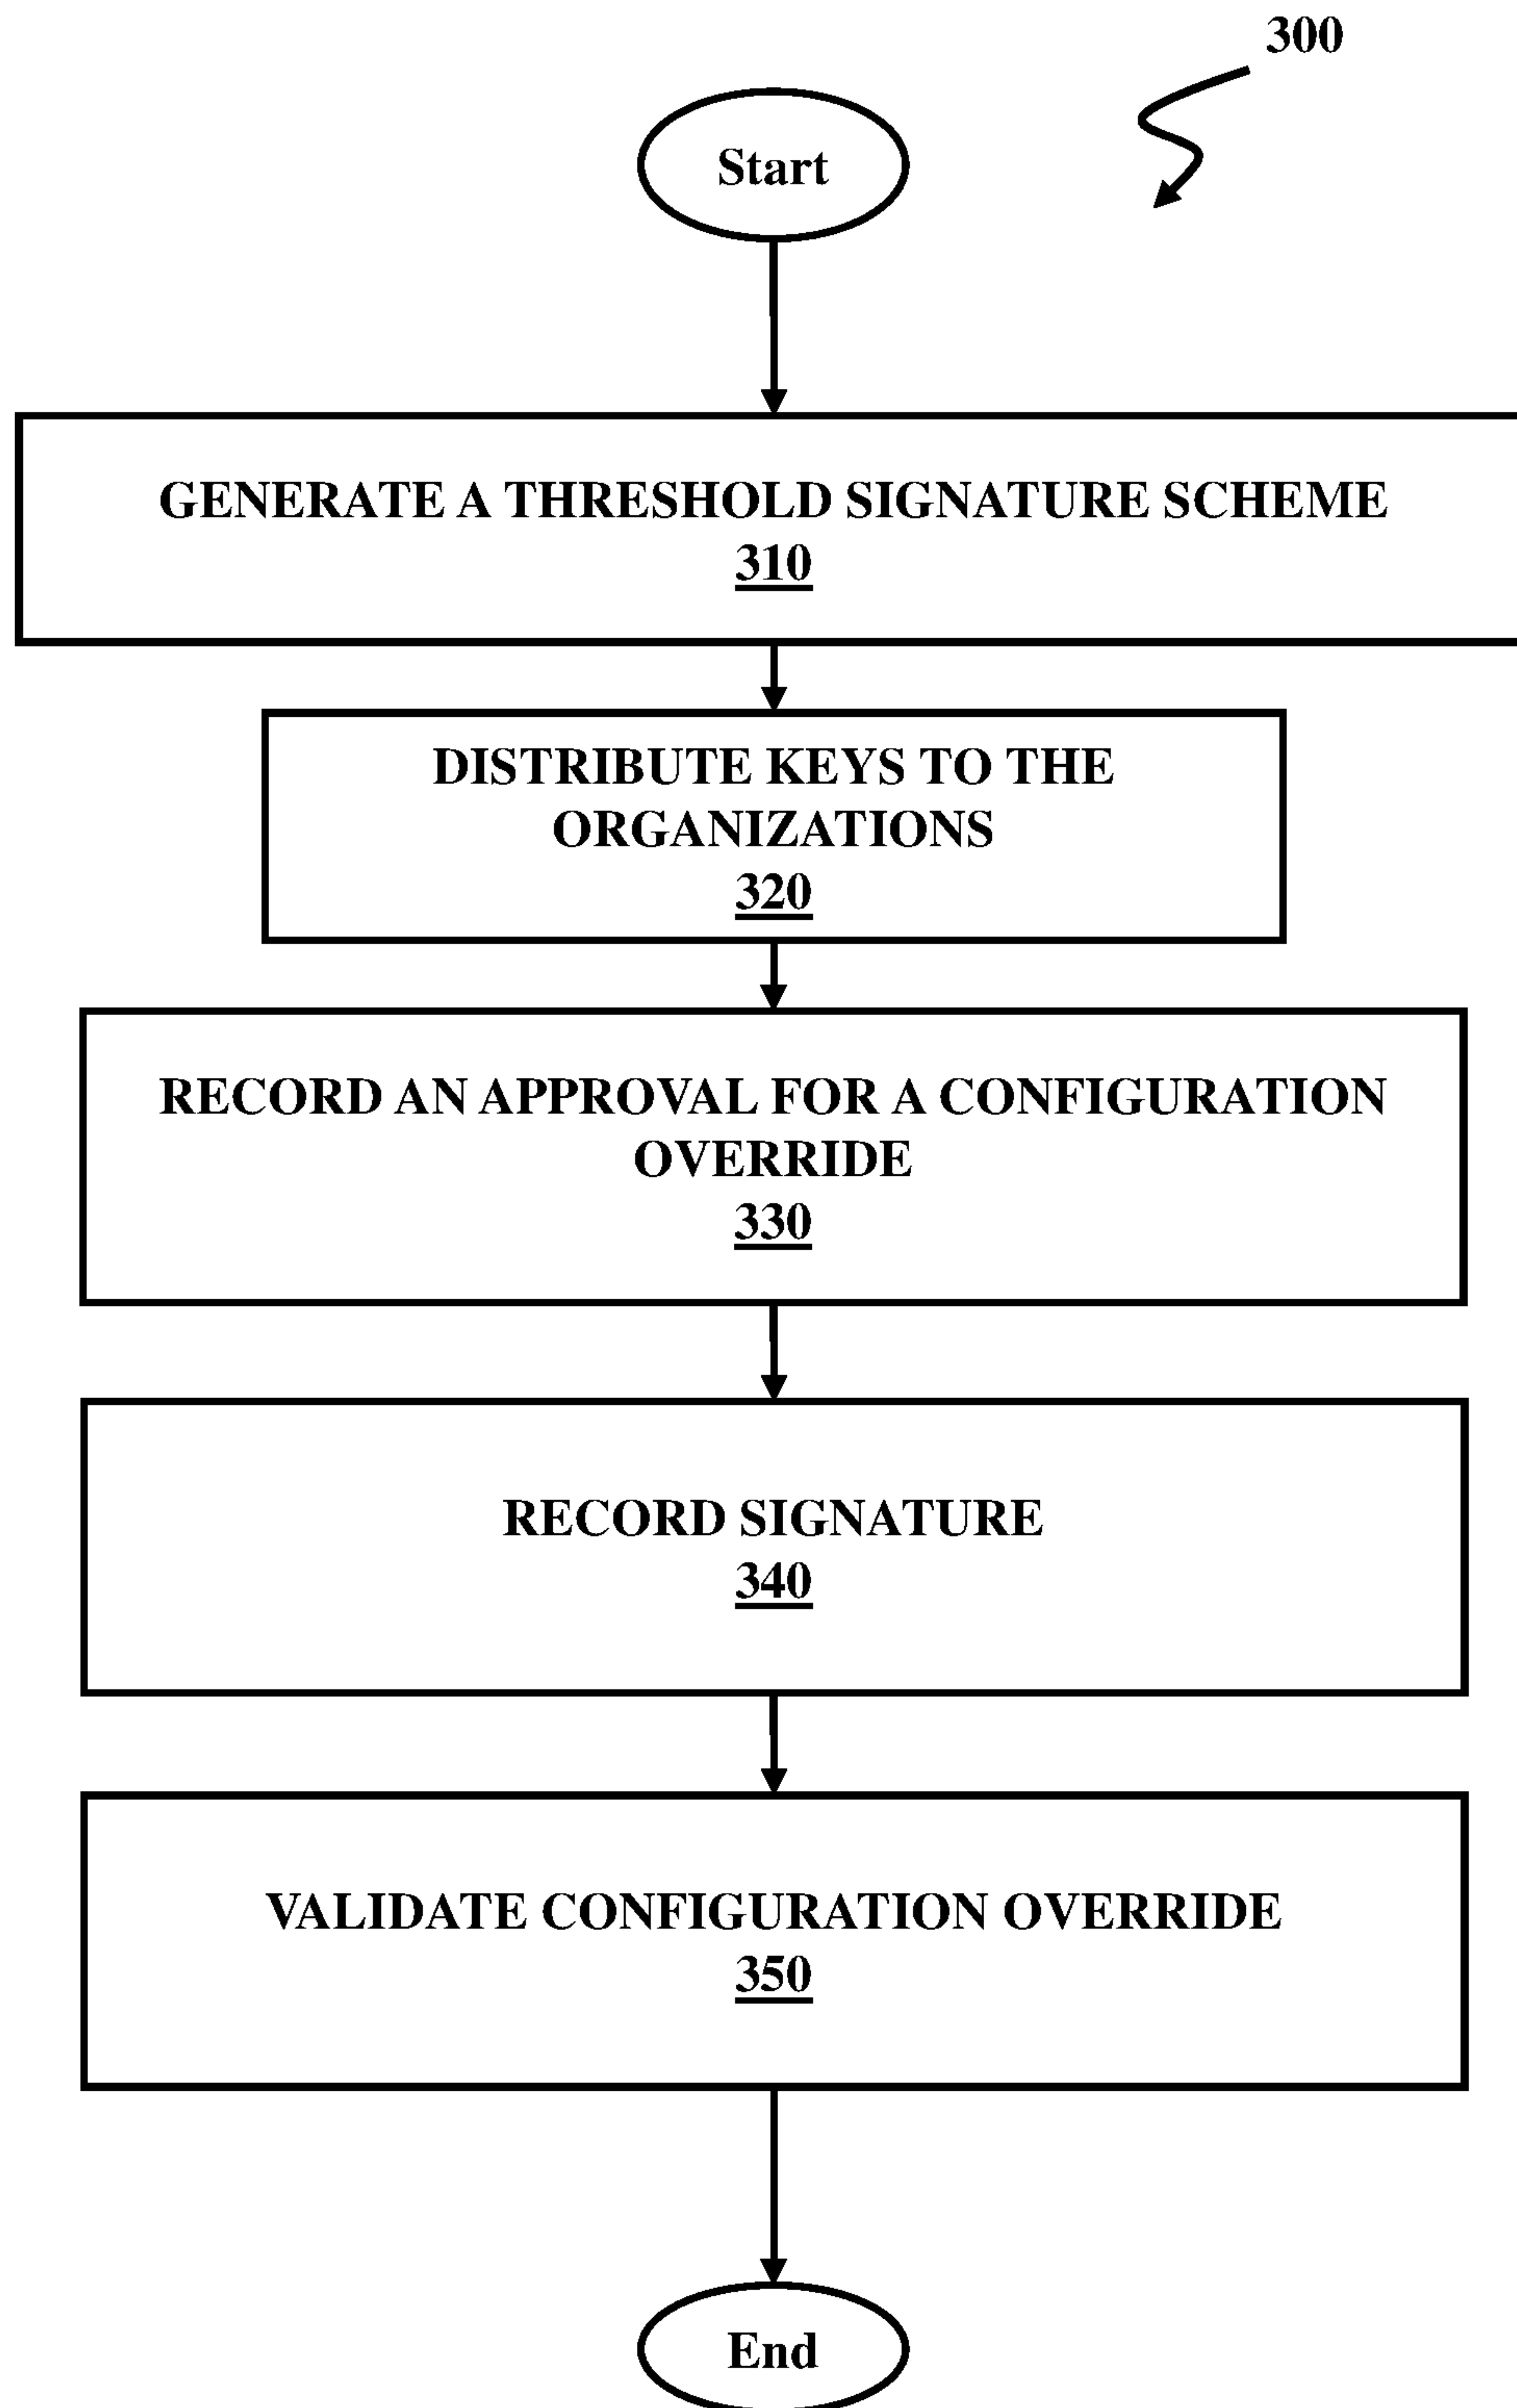 300
Start
GENERATE A THRESHOLD SIGNATURE SCHEME
310
DISTRIBUTE KEYS TO THE
ORGANIZATIONS
320
RECORD AN APPROVAL FOR A CONFIGURATION
OVERRIDE
330
RECORD SIGNATURE
340
VALIDATE CONFIGURATION OVERRIDE
350
End